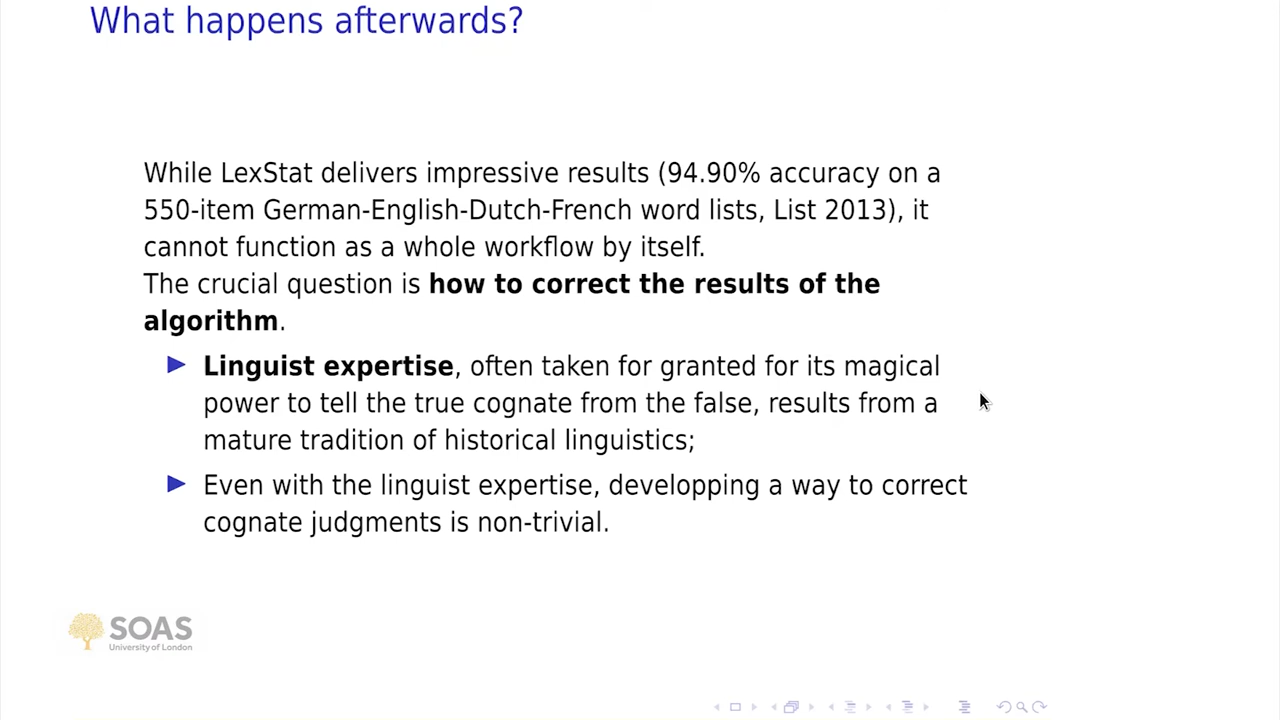 What happens afterwards?
While LexStat delivers impressive results (94.90% accuracy on a
550-item German-English-Dutch-French word lists, List 2013), it
cannot function as a whole workflow by itself.
The crucial question is how to correct the results of the
algorithm.
Linguist expertise, often taken for granted for its magical
power to tell the true cognate from the false, results from a
mature tradition of historical linguistics;
Even with the linguist expertise, developping a way to correct
cognate judgments is non-trivial.
SOAS
University of London